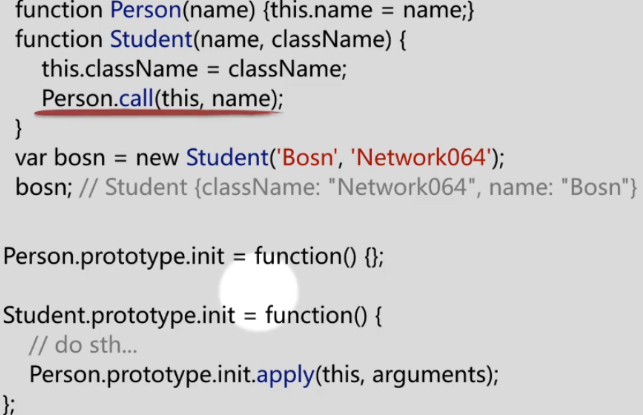 function Person(name) {this.name = name;}
function Student(name, className) {
this.className = className;
Person.call(this, name);
}
var bosn = new Student('Bosn', 'Network064');
bosn; // Student {className: "Network064", name: "Bosn"}
Person.prototype.init = function() {};
Student.prototype.init = function() {
// do sth...
Person.prototype.init.apply(this, arguments);
};